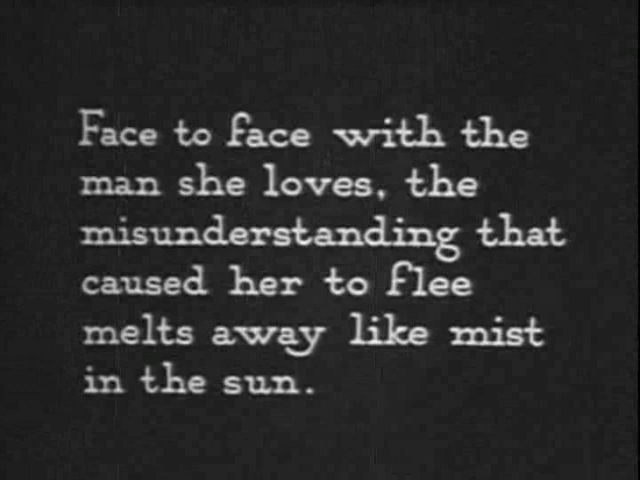 Face to face with the
man she loves, the
misunderstanding that
caused her to flee
melts away like mist
in the sun.